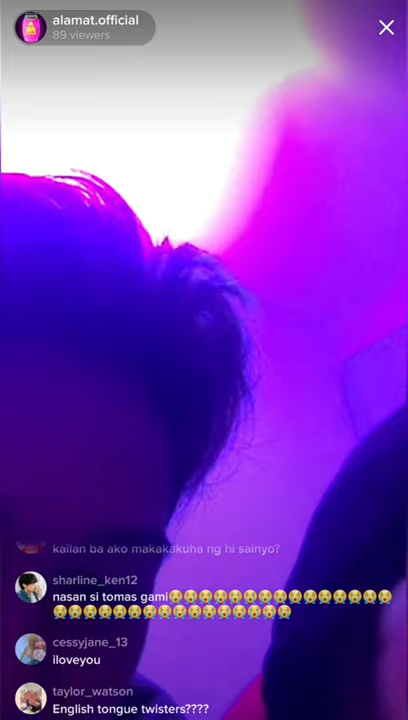 alamat.official
89 viewers
kailan ba ako makakakuha ng hi sainyo?
sharline_ken12
nasan si tomas gami😭😭😭😭😭😭😭😭😭😭😭😭😭😭😭
😭😭😭😭😭😭😭😭😭😭😭😭😭😭😭😭
cessyjane_13
iloveyou
taylor_watson
English tongue twisters????